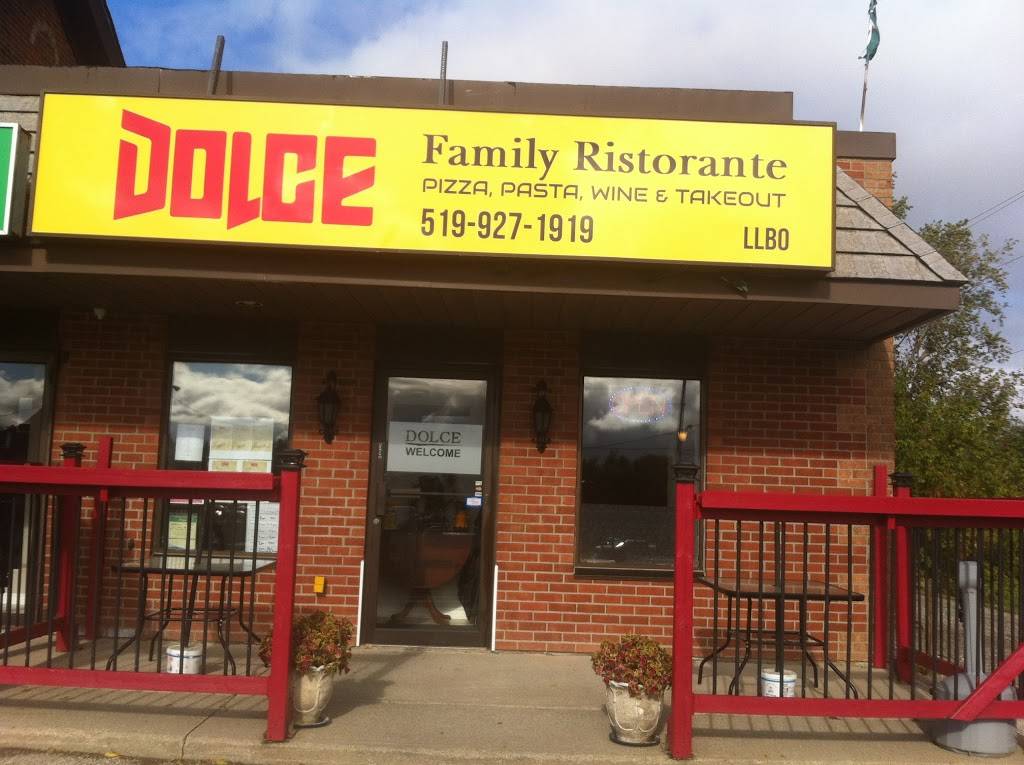 DOLCE
Family Ristorante
PIZZA, PASTA, WINE & TAKEOUT
519-927-1919
LLBO
DOLCE
WELCOME